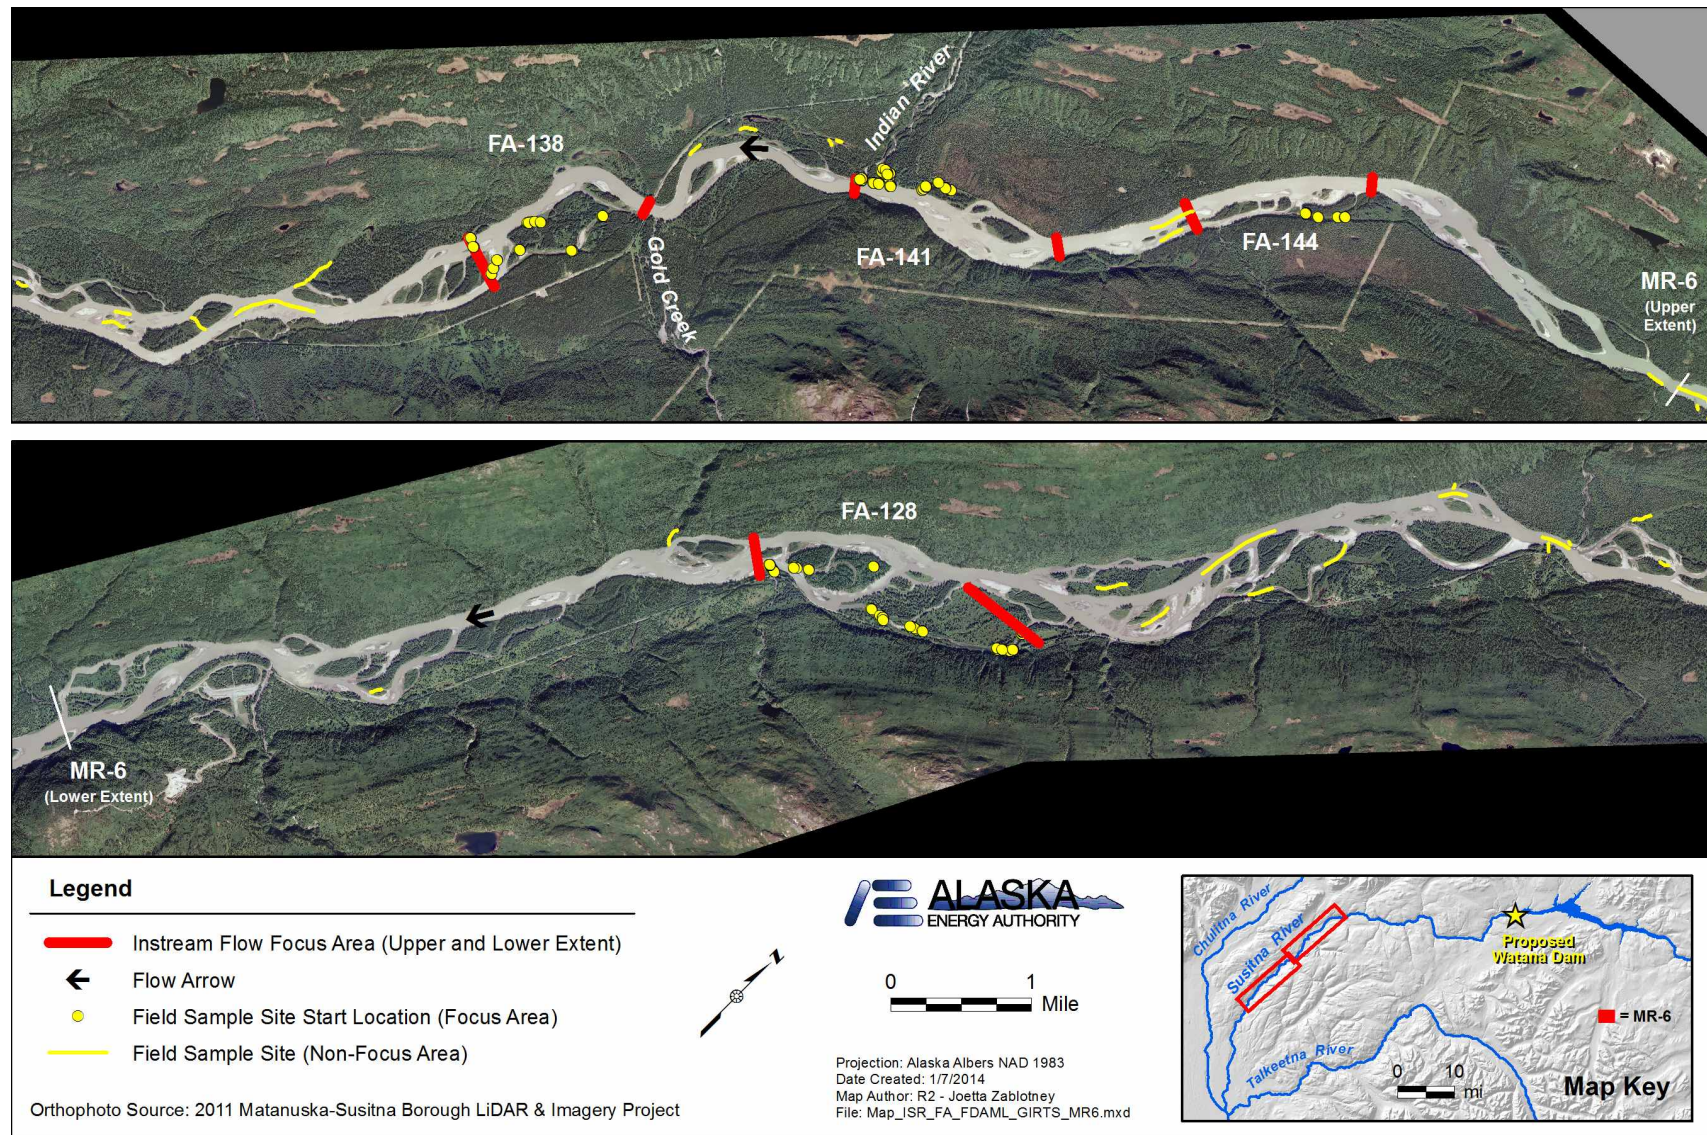 Indian River
FA-138
FA-141
FA-144
Gold Creek
MR-6
(Upper
Extent)
FA-128
MR-6
(Lower Extent)
Legend
Instream Flow Focus Area (Upper and Lower Extent)
Flow Arrow
Field Sample Site Start Location (Focus Area)
Field Sample Site (Non-Focus Area)
Orthophoto Source: 2011 Matanuska-Susitna Borough LiDAR & Imagery Project
Z
ALASKA
ENERGY AUTHORITY
0 1
Mile
Projection: Alaska Albers NAD 1983
Date Created: 1/7/2014
Map Author: R2 - Joetta Zablotney
File: Map_ISR_FA_FDAML_GIRTS_MR6.mxd
Chulitna River
Susitna River
Proposed
Watana Dam
= MR-6
Talkeetna River
0 10
mi
Map Key